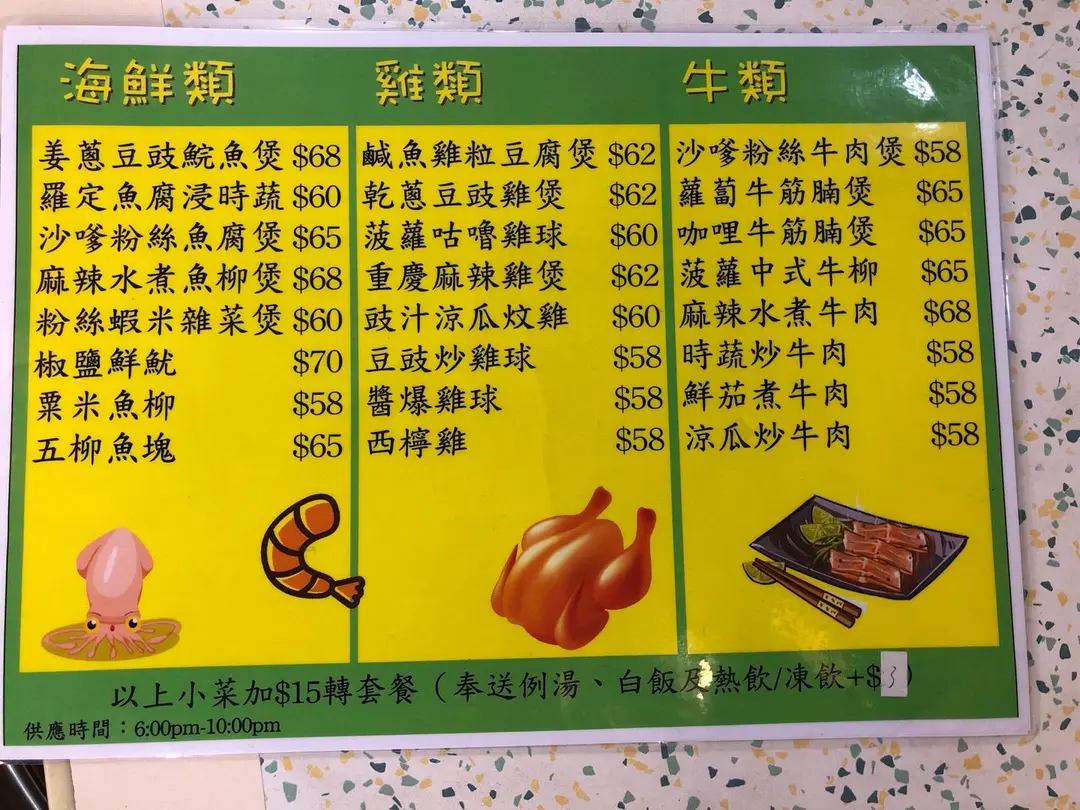 海鮮類
姜蔥豆豉鯇魚煲 $68
羅定魚腐浸時蔬 $60
沙嗲粉絲魚腐煲 $65
麻辣水煮魚柳煲 $68
粉絲蝦米雜菜煲 $60
椒鹽鮮魷 $70
粟米魚柳 $58
五柳魚塊 $65
雞類
鹹魚雞粒豆腐煲 $62
乾蔥豆豉雞煲 $62
菠蘿咕嚕雞球 $60
重慶麻辣雞煲 $62
豉汁涼瓜炆雞 $60
豆豉炒雞球 $58
醬爆雞球 $58
西檸雞 $58
牛類
沙嗲粉絲牛肉煲 $58
蘿蔔牛筋腩煲 $65
咖哩牛筋腩煲 $65
菠蘿中式牛柳 $65
麻辣水煮牛肉 $68
時蔬炒牛肉 $58
鮮茄煮牛肉 $58
涼瓜炒牛肉 $58
以上小菜加$15轉套餐（奉送例湯、白飯及熱飲/凍飲+$3）
供應時間：6:00pm-10:00pm